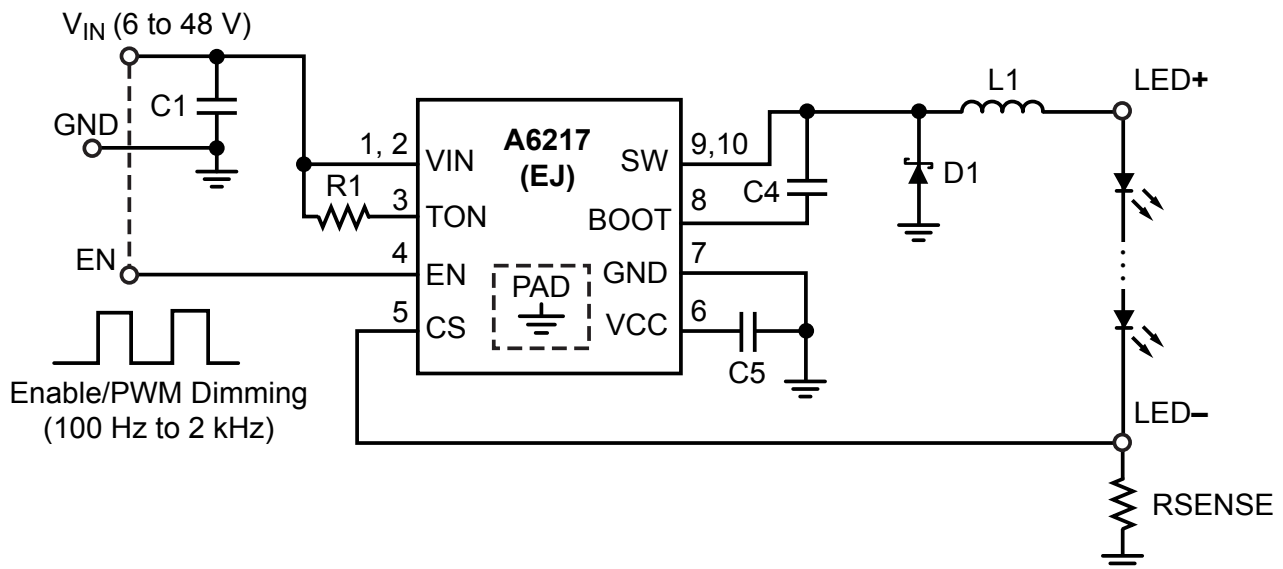 VIN (6 to 48 V)
C1
GND
EN
Enable/PWM Dimming
(100 Hz to 2 kHz)
R1
1, 2
3
4
5
A6217
(EJ)
VIN
TON
EN
CS
PAD
SW
BOOT
GND
VCC
9,10
8
7
6
C4
C5
D1
L1
LED+
LED–
RSENSE